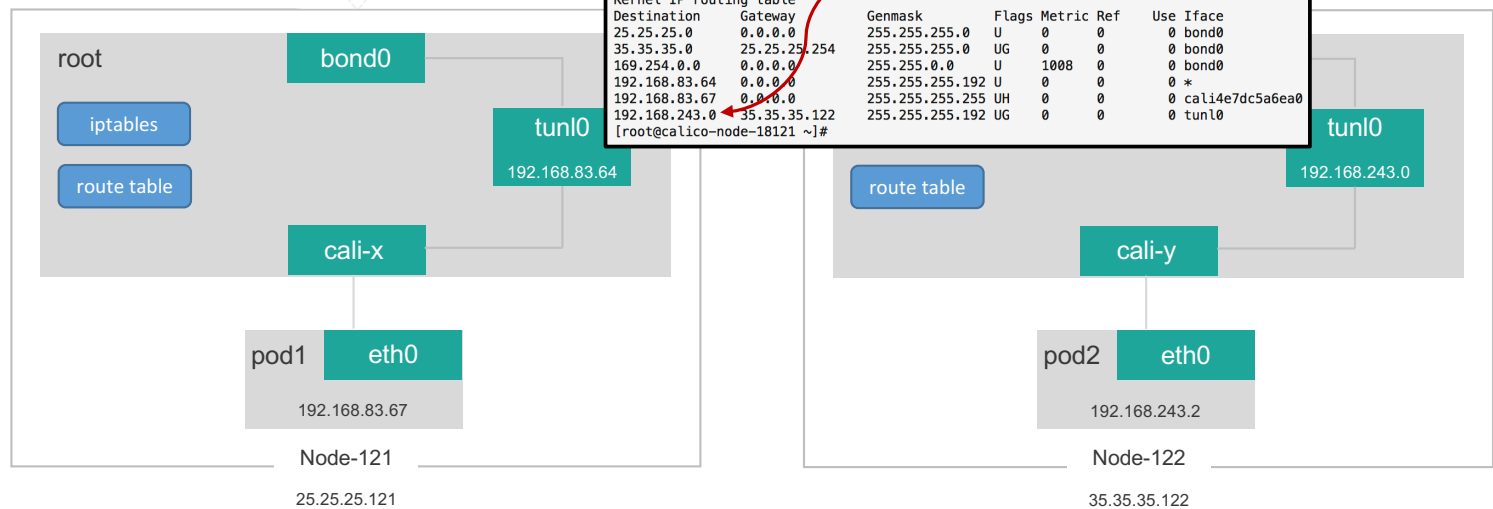 Kernel IP routing table
Destination Gateway Genmask Flags Metric Ref Use Iface
25.25.25.0 0.0.0.0 255.255.255.0 U 0 0 0 bond0
35.35.35.0 25.25.25.254 255.255.255.0 UG 0 0 0 bond0
169.254.0.0 0.0.0.0 255.255.0.0 U 1008 0 0 bond0
192.168.83.64 0.0.0.0 255.255.255.192 U 0 0 0 *
192.168.83.67 0.0.0.0 255.255.255.255 UH 0 0 0 cali4e7dc5a6ea0
192.168.243.0 35.35.35.122 255.255.255.192 UG 0 0 0 tunl0
[root@calico-node-18121 ~]#
root
bond0
iptables
route table
tunl0
192.168.83.64
cali-x
pod1
eth0
192.168.83.67
Node-121
25.25.25.121
route table
tunl0
192.168.243.0
cali-y
pod2
eth0
192.168.243.2
Node-122
35.35.35.122